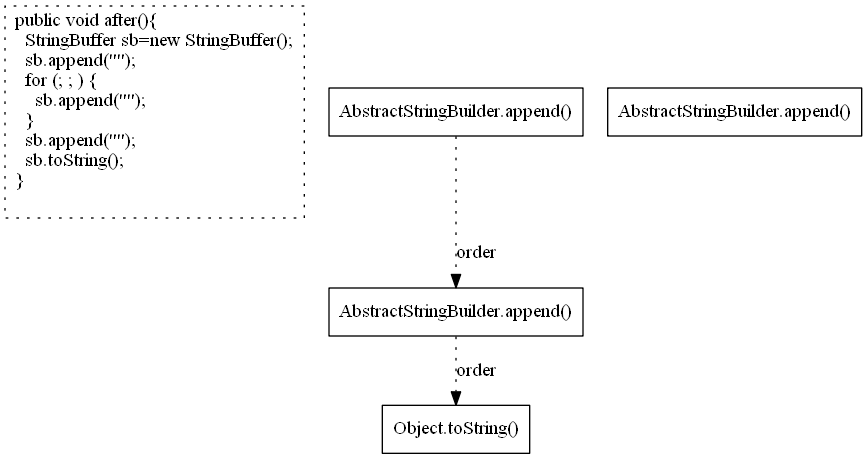 public void after(){
StringBuffer sb=new StringBuffer();
sb.append("");
for (; ; ) {
sb.append("");
}
sb.append("");
sb.toString();
}
AbstractStringBuilder.append()
AbstractStringBuilder.append()
order
AbstractStringBuilder.append()
order
Object.toString()